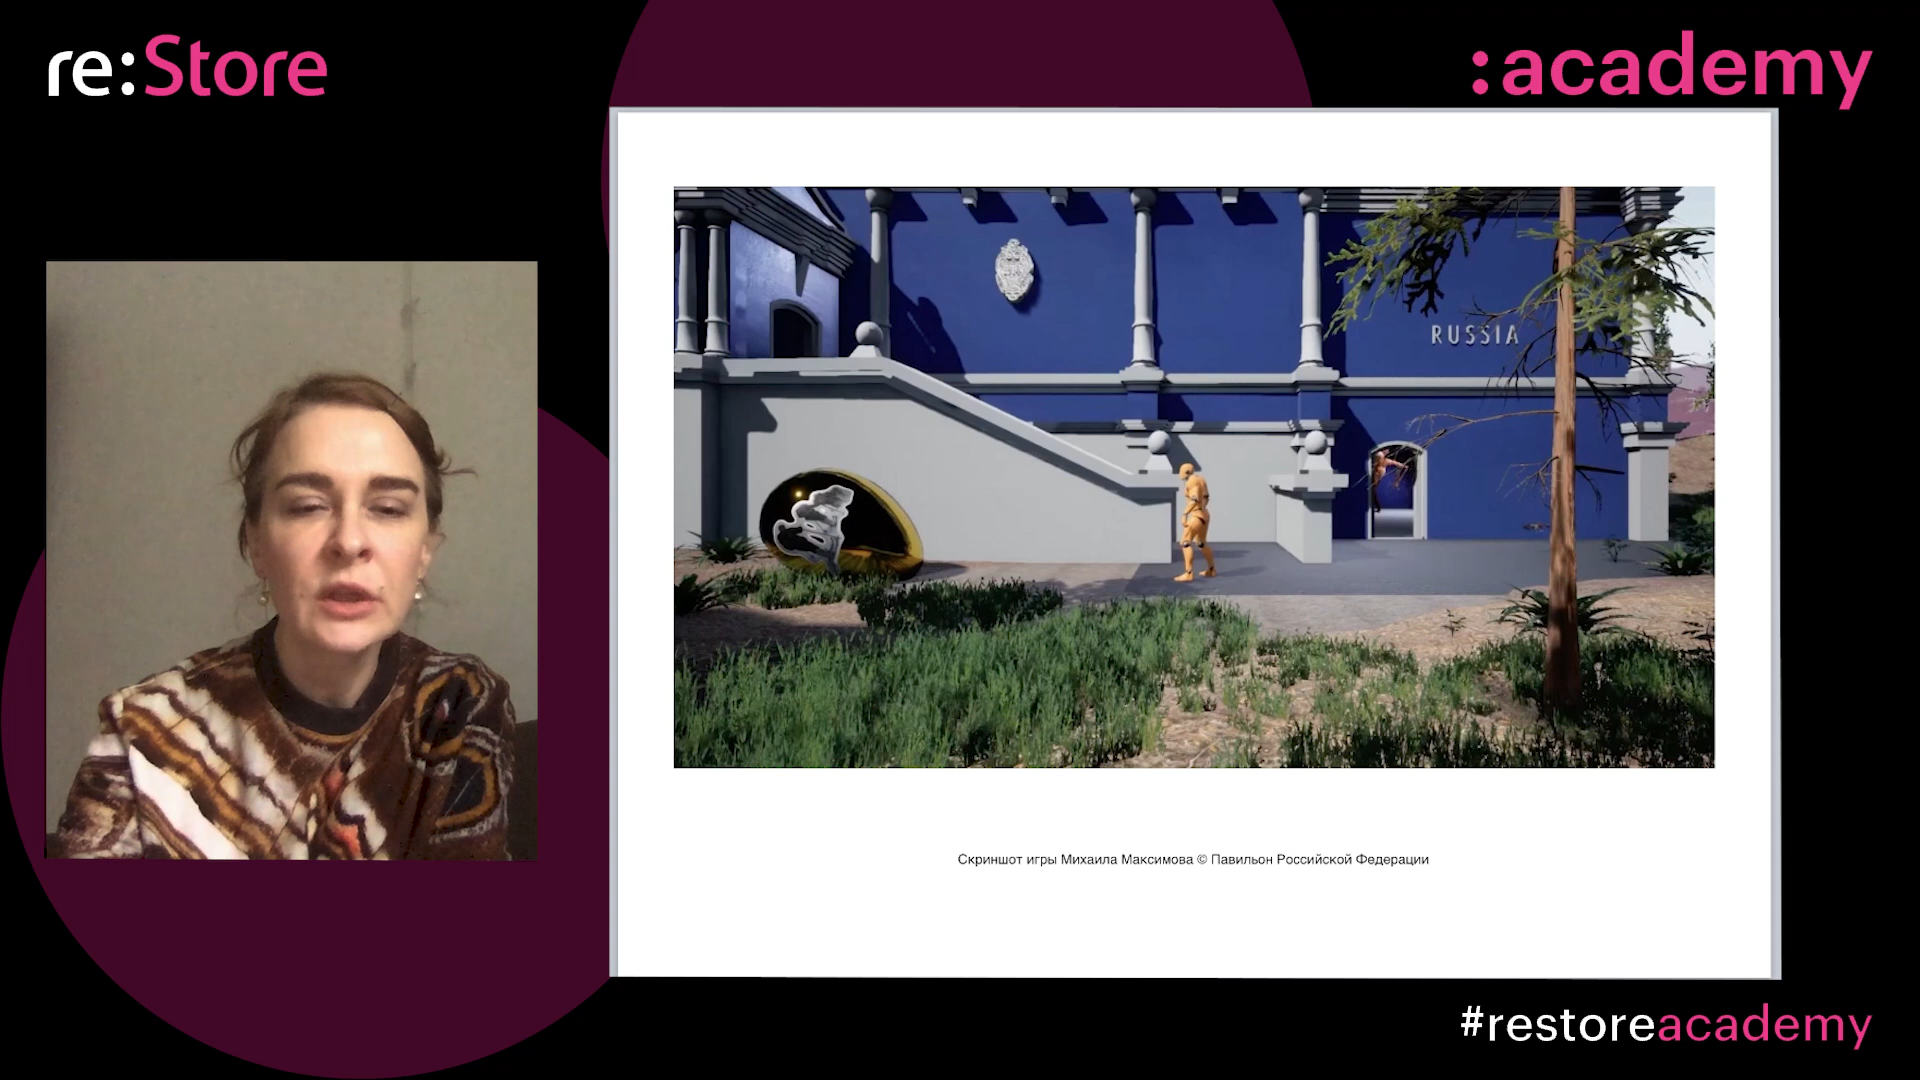 re:Store
:academy
RUSSIA
Скриншот игры Михаила Максимова © Павильон Российской Федерации
#restoreacademy